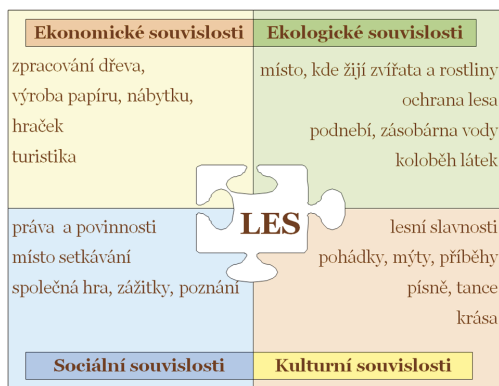 Ekonomické souvislosti
zpracování dřeva,
výroba papíru, nábytku,
hraček
turistika
Ekologické souvislosti
místo, kde žijí zvířata a rostliny
ochrana lesa
podnebí, zásobárna vody
koloběh látek
LES
práva a povinnosti
místo setkávání
společná hra, zážitky, poznání
Sociální souvislosti
lesní slavnosti
pohádky, mýty, příběhy
písně, tance
krása
Kulturní souvislosti